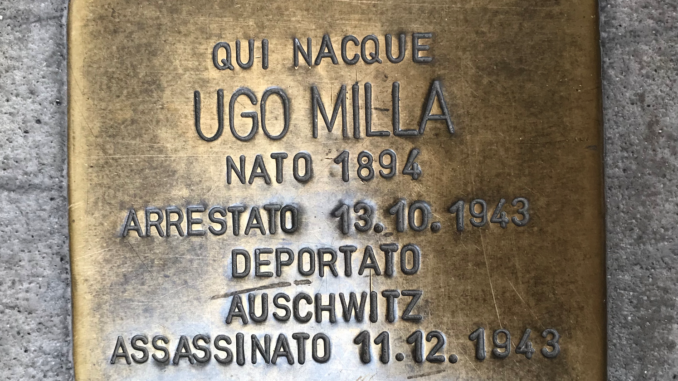 QUI NACQUE
UGO MILLA
NATO 1894
ARRESTATO 13.10.1943
DEPORTATO
AUSCHWITZ
ASSASSINATO 11.12.1943